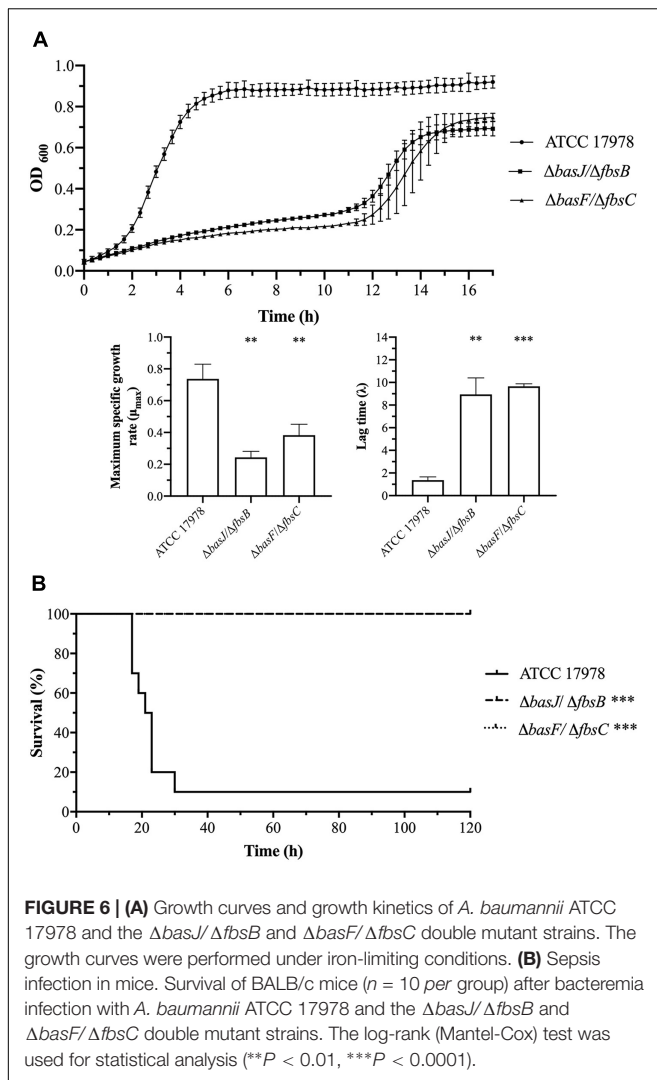 A
OD600
1.0
0.8
0.6
0.4
0.2
0.0
0 2 4 6 8 10 12 14 16
Time (h)
ATCC 17978
ΔbasJ/ΔfbsB
ΔbasF/ΔfbsC
Maximum specific growth
rate (μmax)
1.0
0.8
0.6
0.4
0.2
0.0
** **
ATCC 17978
ΔbasJ/ΔfbsB
ΔbasF/ΔfbsC
Lag time (λ)
14
12
10
8
6
4
2
0
** ***
ATCC 17978
ΔbasJ/ΔfbsB
ΔbasF/ΔfbsC
B
Survival (%)
100
80
60
40
20
0
0 20 40 60 80 100 120
Time (h)
ATCC 17978
ΔbasJ/ ΔfbsB ***
ΔbasF/ ΔfbsC ***
FIGURE 6 | (A) Growth curves and growth kinetics of A. baumannii ATCC
17978 and the ΔbasJ/ΔfbsB and ΔbasF/ΔfbsC double mutant strains. The
growth curves were performed under iron-limiting conditions. (B) Sepsis
infection in mice. Survival of BALB/c mice (n = 10 per group) after bacteremia
infection with A. baumannii ATCC 17978 and the ΔbasJ/ΔfbsB and
ΔbasF/ΔfbsC double mutant strains. The log-rank (Mantel-Cox) test was
used for statistical analysis (**P < 0.01, ***P < 0.0001).